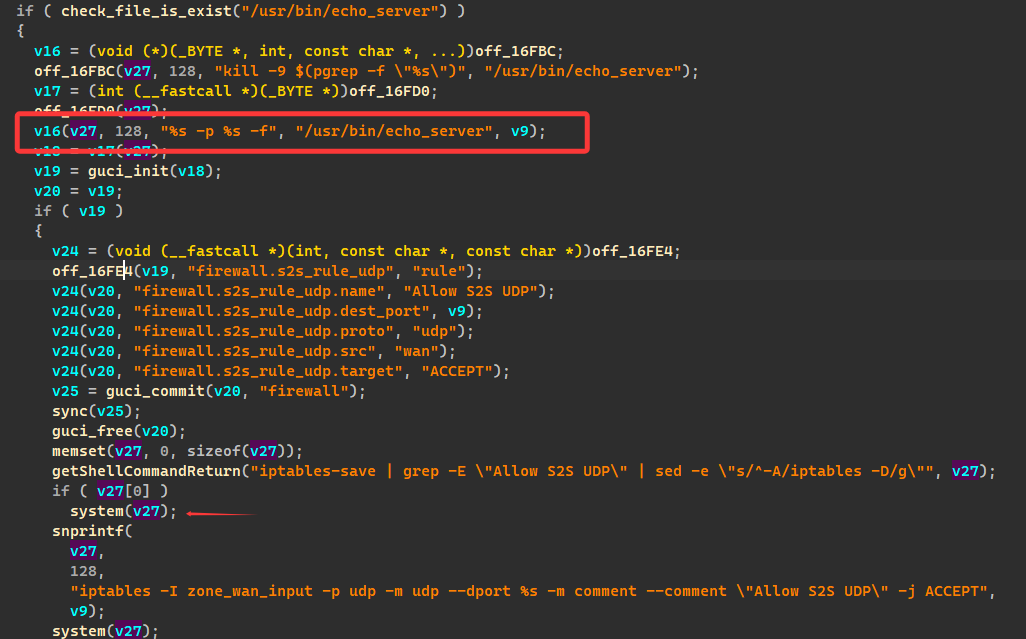 if ( check_file_is_exist("/usr/bin/echo_server") )
{
v16 = (void (*)(_BYTE *, int, const char *, ...))off_16FBC;
off_16FBC(v27, 128, "kill -9 $(pgrep -f \"%s\")", "/usr/bin/echo_server");
v17 = (int (__fastcall *)(_BYTE *))off_16FD0;
off_16FD0(v27);
v16(v27, 128, "%s -p %s -f", "/usr/bin/echo_server", v9);
v18 = v17(v27);
v19 = guci_init(v18);
v20 = v19;
if ( v19 )
{
v24 = (void (__fastcall *)(int, const char *, const char *))off_16FE4;
off_16FE4(v19, "firewall.s2s_rule_udp", "rule");
v24(v20, "firewall.s2s_rule_udp.name", "Allow S2S UDP");
v24(v20, "firewall.s2s_rule_udp.dest_port", v9);
v24(v20, "firewall.s2s_rule_udp.proto", "udp");
v24(v20, "firewall.s2s_rule_udp.src", "wan");
v24(v20, "firewall.s2s_rule_udp.target", "ACCEPT");
v25 = guci_commit(v20, "firewall");
sync(v25);
guci_free(v20);
memset(v27, 0, sizeof(v27));
getShellCommandReturn("iptables-save | grep -E \"Allow S2S UDP\" | sed -e \"s/^-A/iptables -D/g\"", v27);
if ( v27[0] )
system(v27);
snprintf(
v27,
128,
"iptables -I zone_wan_input -p udp -m udp --dport %s -m comment --comment \"Allow S2S UDP\" -j ACCEPT",
v9);
system(v27);